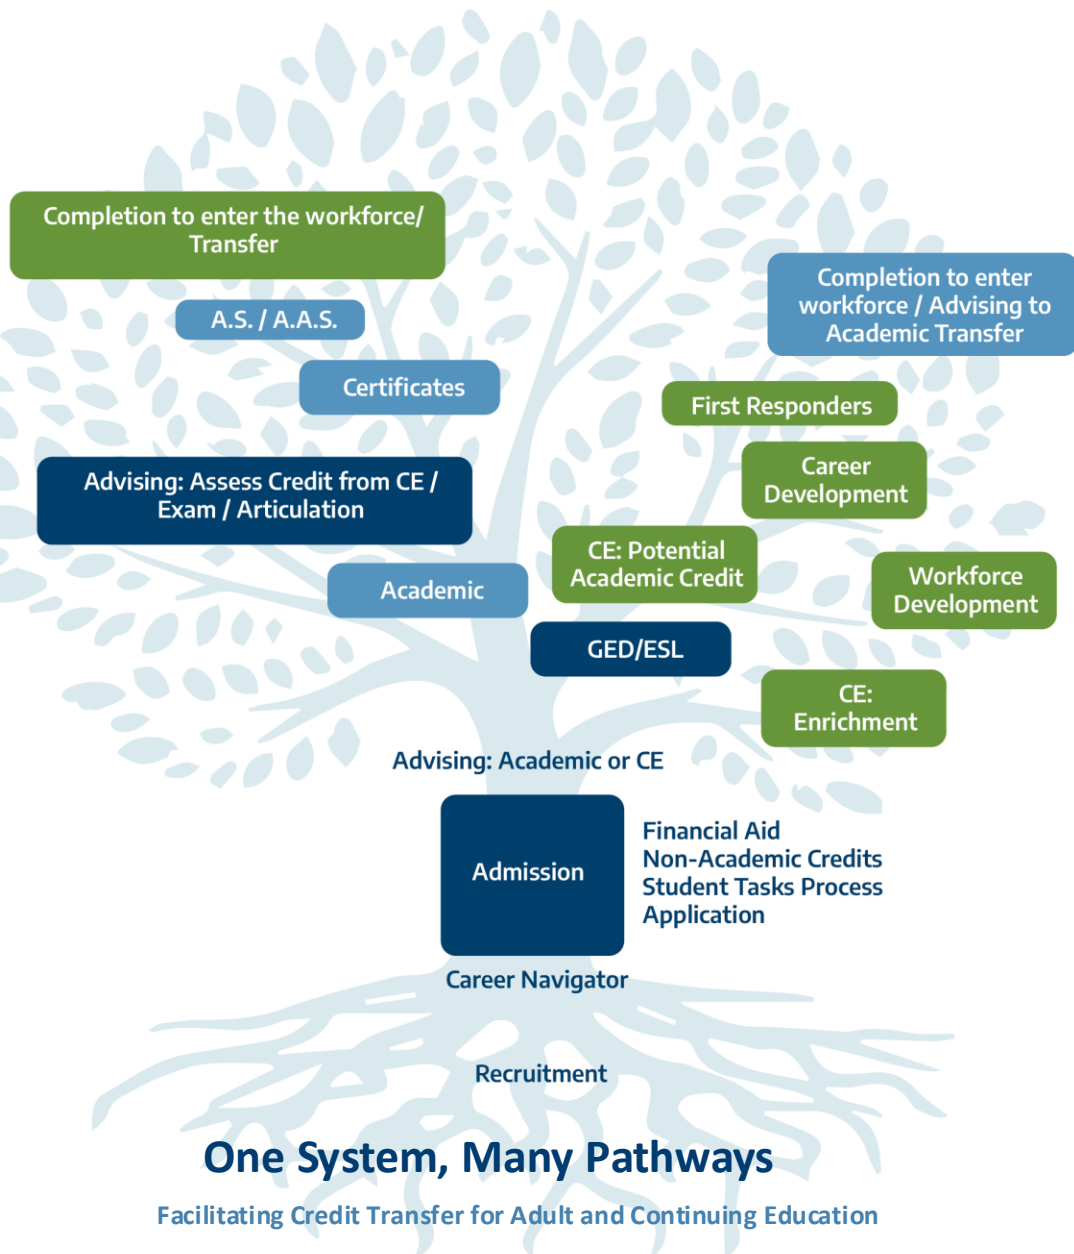 Completion to enter the workforce/
Transfer
Completion to enter
workforce / Advising to
Academic Transfer
A.S. / A.A.S.
Certificates
First Responders
Advising: Assess Credit from CE /
Exam / Articulation
Career
Development
CE: Potential
Academic Credit
Academic
Workforce
Development
GED/ESL
CE:
Enrichment
Advising: Academic or CE
Admission
Financial Aid
Non-Academic Credits
Student Tasks Process
Application
Career Navigator
Recruitment
One System, Many Pathways
Facilitating Credit Transfer for Adult and Continuing Education